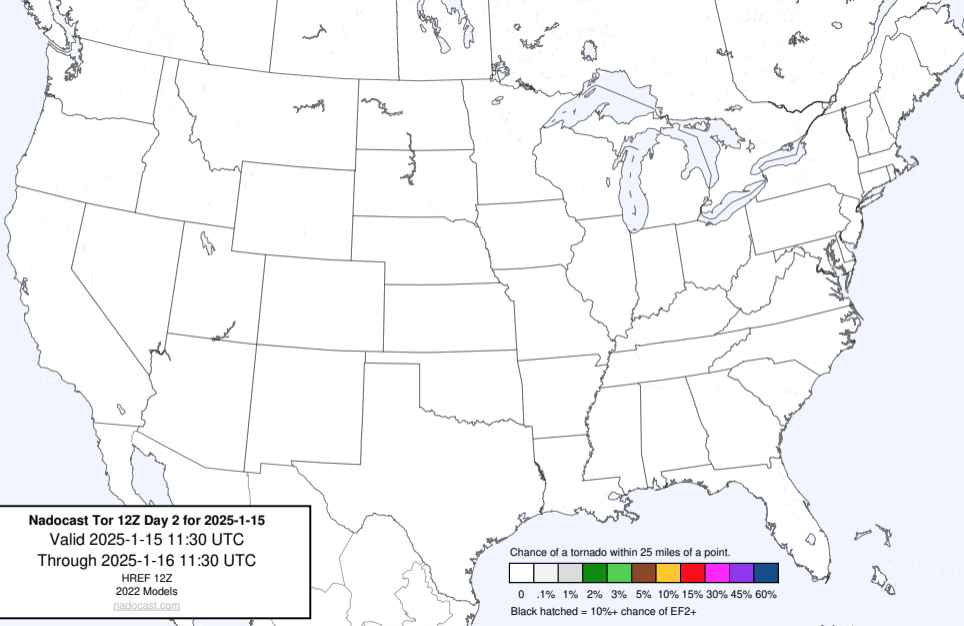 Nadocast Tor 12Z Day 2 for 2025-1-15
Valid 2025-1-15 11:30 UTC
Through 2025-1-16 11:30 UTC
HREF 12Z
2022 Models
nadocast.com
Chance of a tornado within 25 miles of a point.
0 .1% 1% 2% 3% 5% 10% 15% 30% 45% 60%
Black hatched = 10%+ chance of EF2+